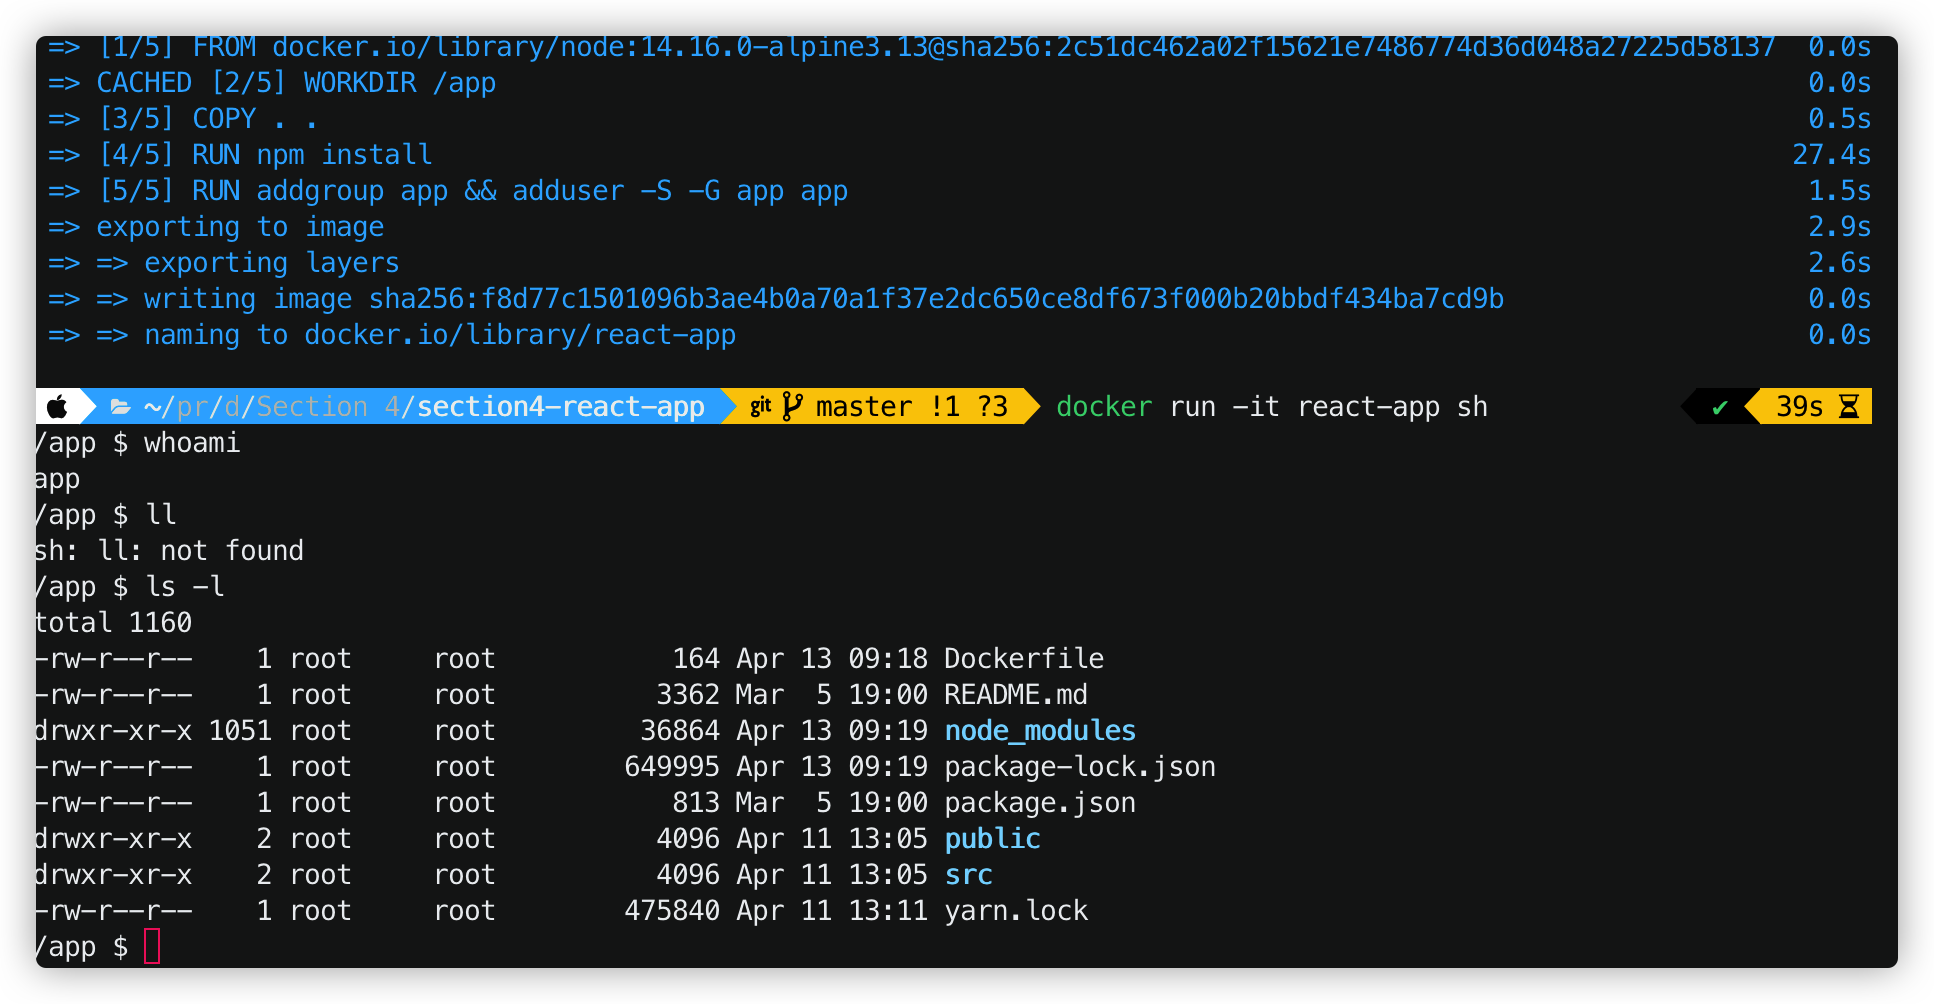 => [1/5] FROM docker.io/library/node:14.16.0-alpine3.13@sha256:2c51dc462a02f15621e7486774d36d048a27225d58137 0.0s
=> CACHED [2/5] WORKDIR /app 0.0s
=> [3/5] COPY . . 0.5s
=> [4/5] RUN npm install 27.4s
=> [5/5] RUN addgroup app && adduser -S -G app app 1.5s
=> exporting to image 2.9s
=> => exporting layers 2.6s
=> => writing image sha256:f8d77c1501096b3ae4b0a70a1f37e2dc650ce8df673f000b20bbdf434ba7cd9b 0.0s
=> => naming to docker.io/library/react-app 0.0s
~/pr/d/Section 4/section4-react-app git master !1 ?3 docker run -it react-app sh ✔ 39s
/app $ whoami
app
/app $ ll
sh: ll: not found
/app $ ls -l
total 1160
-rw-r--r-- 1 root root 164 Apr 13 09:18 Dockerfile
-rw-r--r-- 1 root root 3362 Mar 5 19:00 README.md
drwxr-xr-x 1051 root root 36864 Apr 13 09:19 node_modules
-rw-r--r-- 1 root root 649995 Apr 13 09:19 package-lock.json
-rw-r--r-- 1 root root 813 Mar 5 19:00 package.json
drwxr-xr-x 2 root root 4096 Apr 11 13:05 public
drwxr-xr-x 2 root root 4096 Apr 11 13:05 src
-rw-r--r-- 1 root root 475840 Apr 11 13:11 yarn.lock
/app $